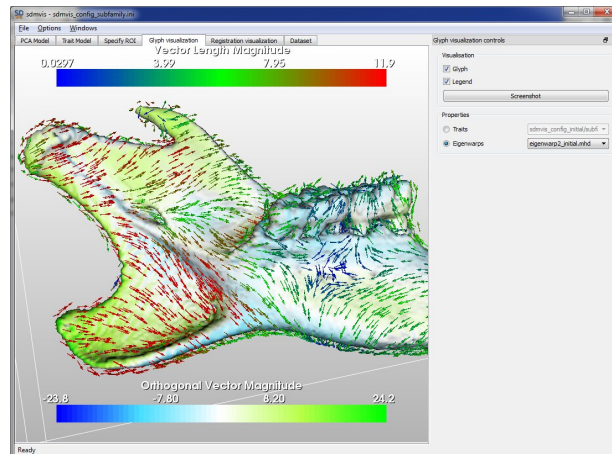 sdmvis - sdmvis_config_subfamily.ini
File Options Windows
PCA Model Trait Model Specify ROI Glyph visualization Registration visualization Dataset
Glyph visualization controls
Vector Length Magnitude
0.0297 3.99 7.95 11.9
Visualisation
Glyph
Legend
Screenshot
Properties
Traits sdmvis_config_initial/subfi
Eigenwarps eigenwarp2_initial.mhd
Orthogonal Vector Magnitude
-23.8 -7.80 8.20 24.2
Ready